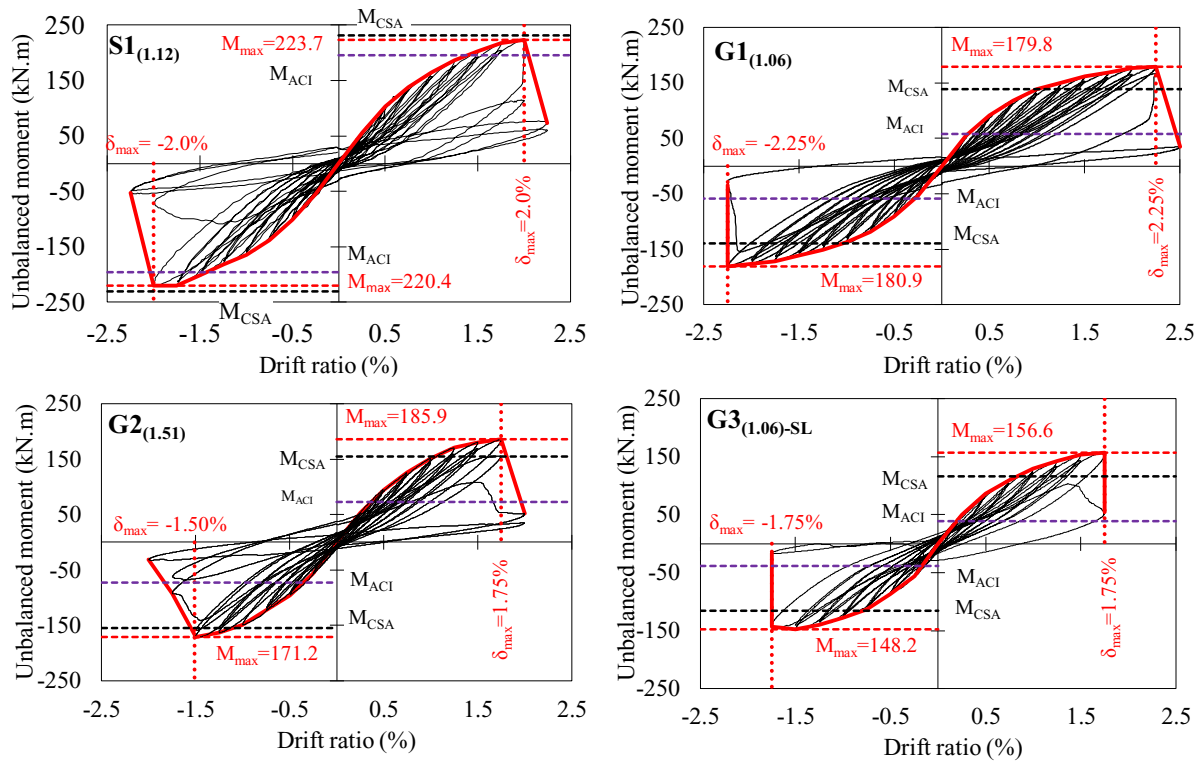 S1(1.12)
MCSA
Mmax=223.7
MACI
δmax= -2.0%
δmax=2.0%
MACI
Mmax=220.4
MCSA
250
150
50
-50
-150
-250
-2.5 -1.5 -0.5 0.5 1.5 2.5
Unbalanced moment (kN.m)
Drift ratio (%)
G1(1.06)
Mmax=179.8
MCSA
MACI
δmax= -2.25%
δmax=2.25%
MACI
MCSA
Mmax=180.9
250
150
50
-50
-150
-250
-2.5 -1.5 -0.5 0.5 1.5 2.5
Unbalanced moment (kN.m)
Drift ratio (%)
G2(1.51)
Mmax=185.9
MCSA
MACI
δmax= -1.50%
δmax=1.75%
MACI
MCSA
Mmax=171.2
250
150
50
-50
-150
-250
-2.5 -1.5 -0.5 0.5 1.5 2.5
Unbalanced moment (kN.m)
Drift ratio (%)
G3(1.06)-SL
Mmax=156.6
MCSA
MACI
δmax= -1.75%
δmax=1.75%
MACI
MCSA
Mmax=148.2
250
150
50
-50
-150
-250
-2.5 -1.5 -0.5 0.5 1.5 2.5
Unbalanced moment (kN.m)
Drift ratio (%)